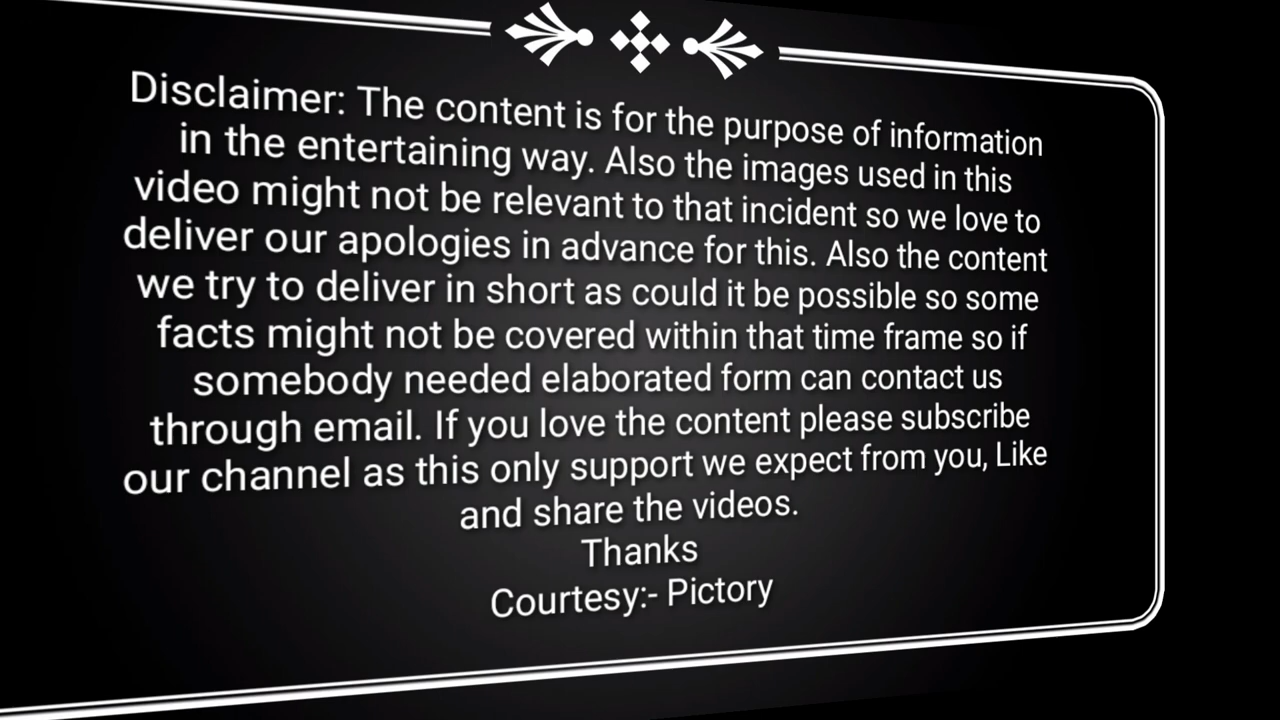 Disclaimer: The content is for the purpose of information
in the entertaining way. Also the images used in this
video might not be relevant to that incident so we love to
deliver our apologies in advance for this. Also the content
we try to deliver in short as could it be possible so some
facts might not be covered within that time frame so if
somebody needed elaborated form can contact us
through email. If you love the content please subscribe
our channel as this only support we expect from you, Like
and share the videos.
Thanks
Courtesy:- Pictory